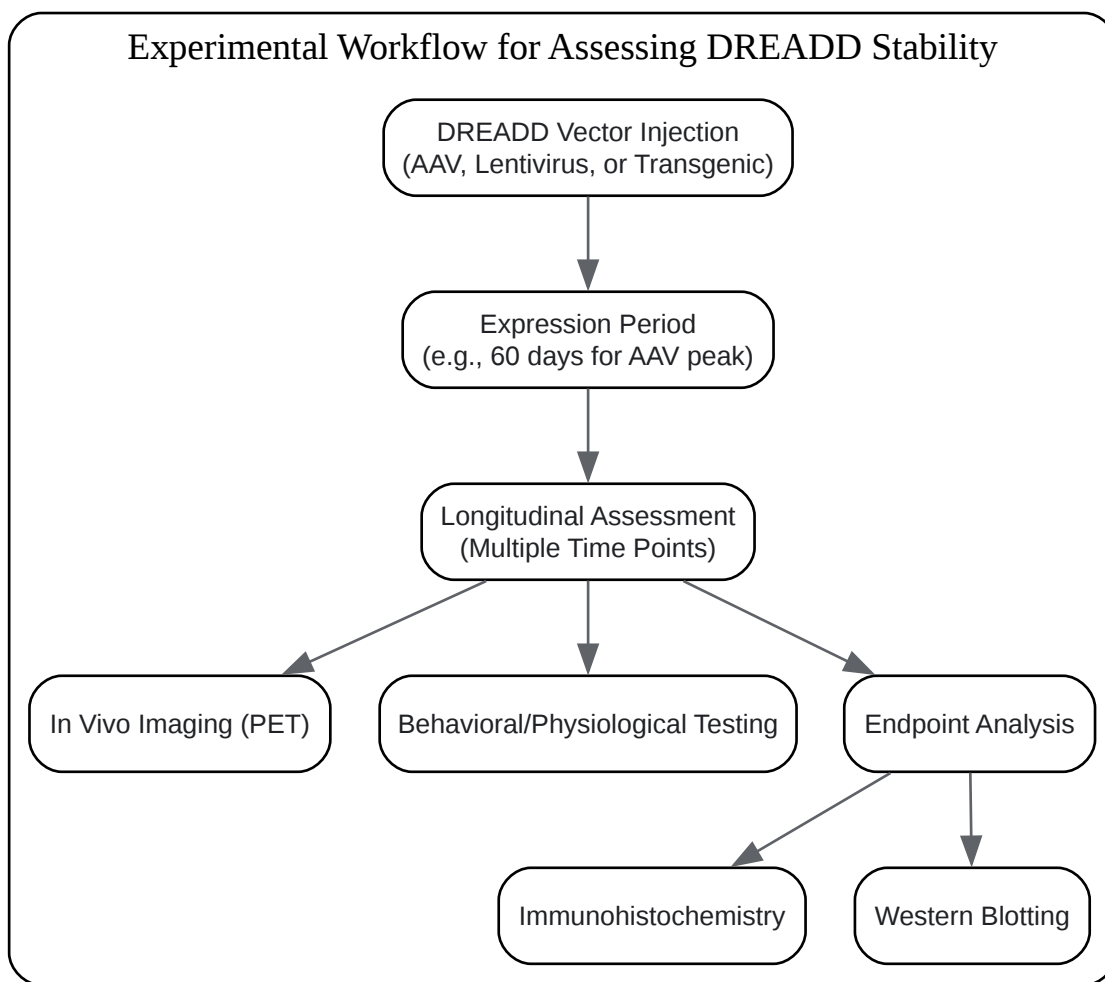 Experimental Workflow for Assessing DREADD Stability
DREADD Vector Injection
(AAV, Lentivirus, or Transgenic)
Expression Period
(e.g., 60 days for AAV peak)
Longitudinal Assessment
(Multiple Time Points)
In Vivo Imaging (PET)
Behavioral/Physiological Testing
Endpoint Analysis
Immunohistochemistry
Western Blotting